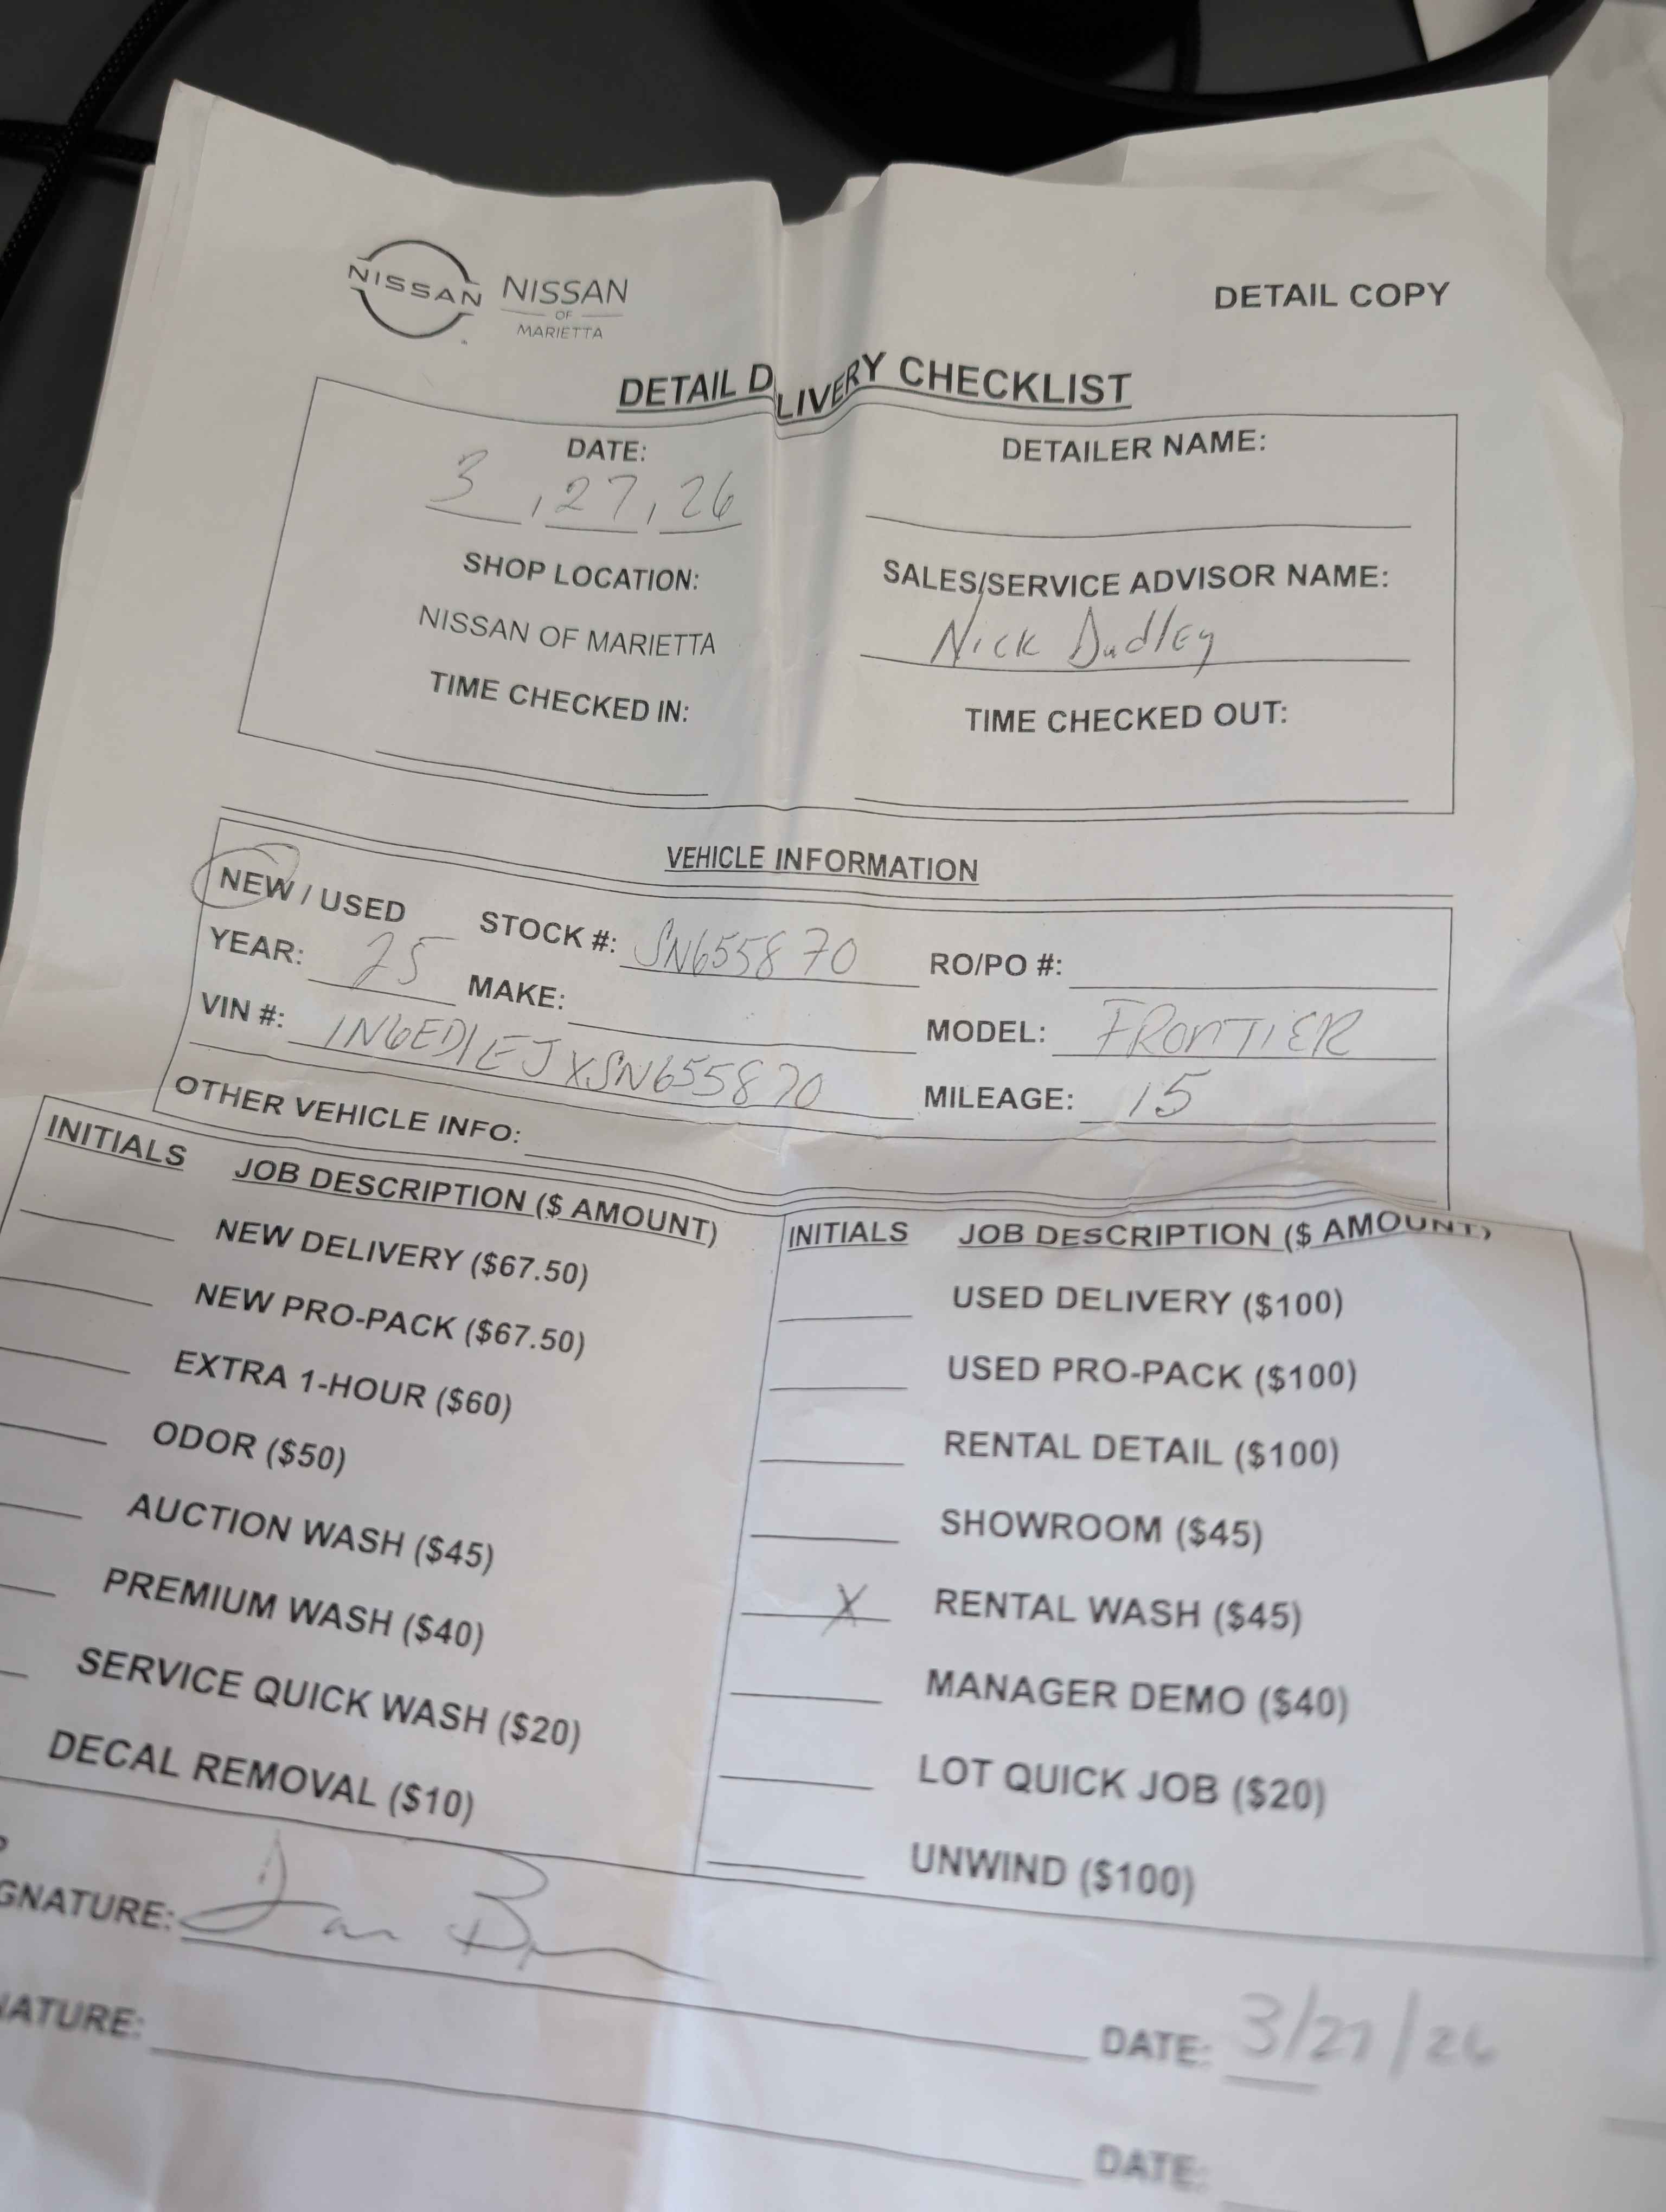 NISSAN
NISSAN
OF
MARIETTA
DETAIL COPY
DETAIL DELIVERY CHECKLIST
DATE:
3, 27, 26
DETAILER NAME:
SHOP LOCATION:
NISSAN OF MARIETTA
SALES/SERVICE ADVISOR NAME:
Nick Dudley
TIME CHECKED IN:
TIME CHECKED OUT:
VEHICLE INFORMATION
NEW / USED STOCK #: SN655870 RO/PO #:
YEAR: 25 MAKE: MODEL: FRONTIER
VIN #: 1N6ED1EJXSN655870 MILEAGE: 15
OTHER VEHICLE INFO:
INITIALS JOB DESCRIPTION ($ AMOUNT)
NEW DELIVERY ($67.50)
NEW PRO-PACK ($67.50)
EXTRA 1-HOUR ($60)
ODOR ($50)
AUCTION WASH ($45)
PREMIUM WASH ($40)
SERVICE QUICK WASH ($20)
DECAL REMOVAL ($10)
INITIALS JOB DESCRIPTION ($ AMOUNT)
USED DELIVERY ($100)
USED PRO-PACK ($100)
RENTAL DETAIL ($100)
SHOWROOM ($45)
X RENTAL WASH ($45)
MANAGER DEMO ($40)
LOT QUICK JOB ($20)
UNWIND ($100)
GNATURE: DATE: 3/27/26
NATURE: DATE: